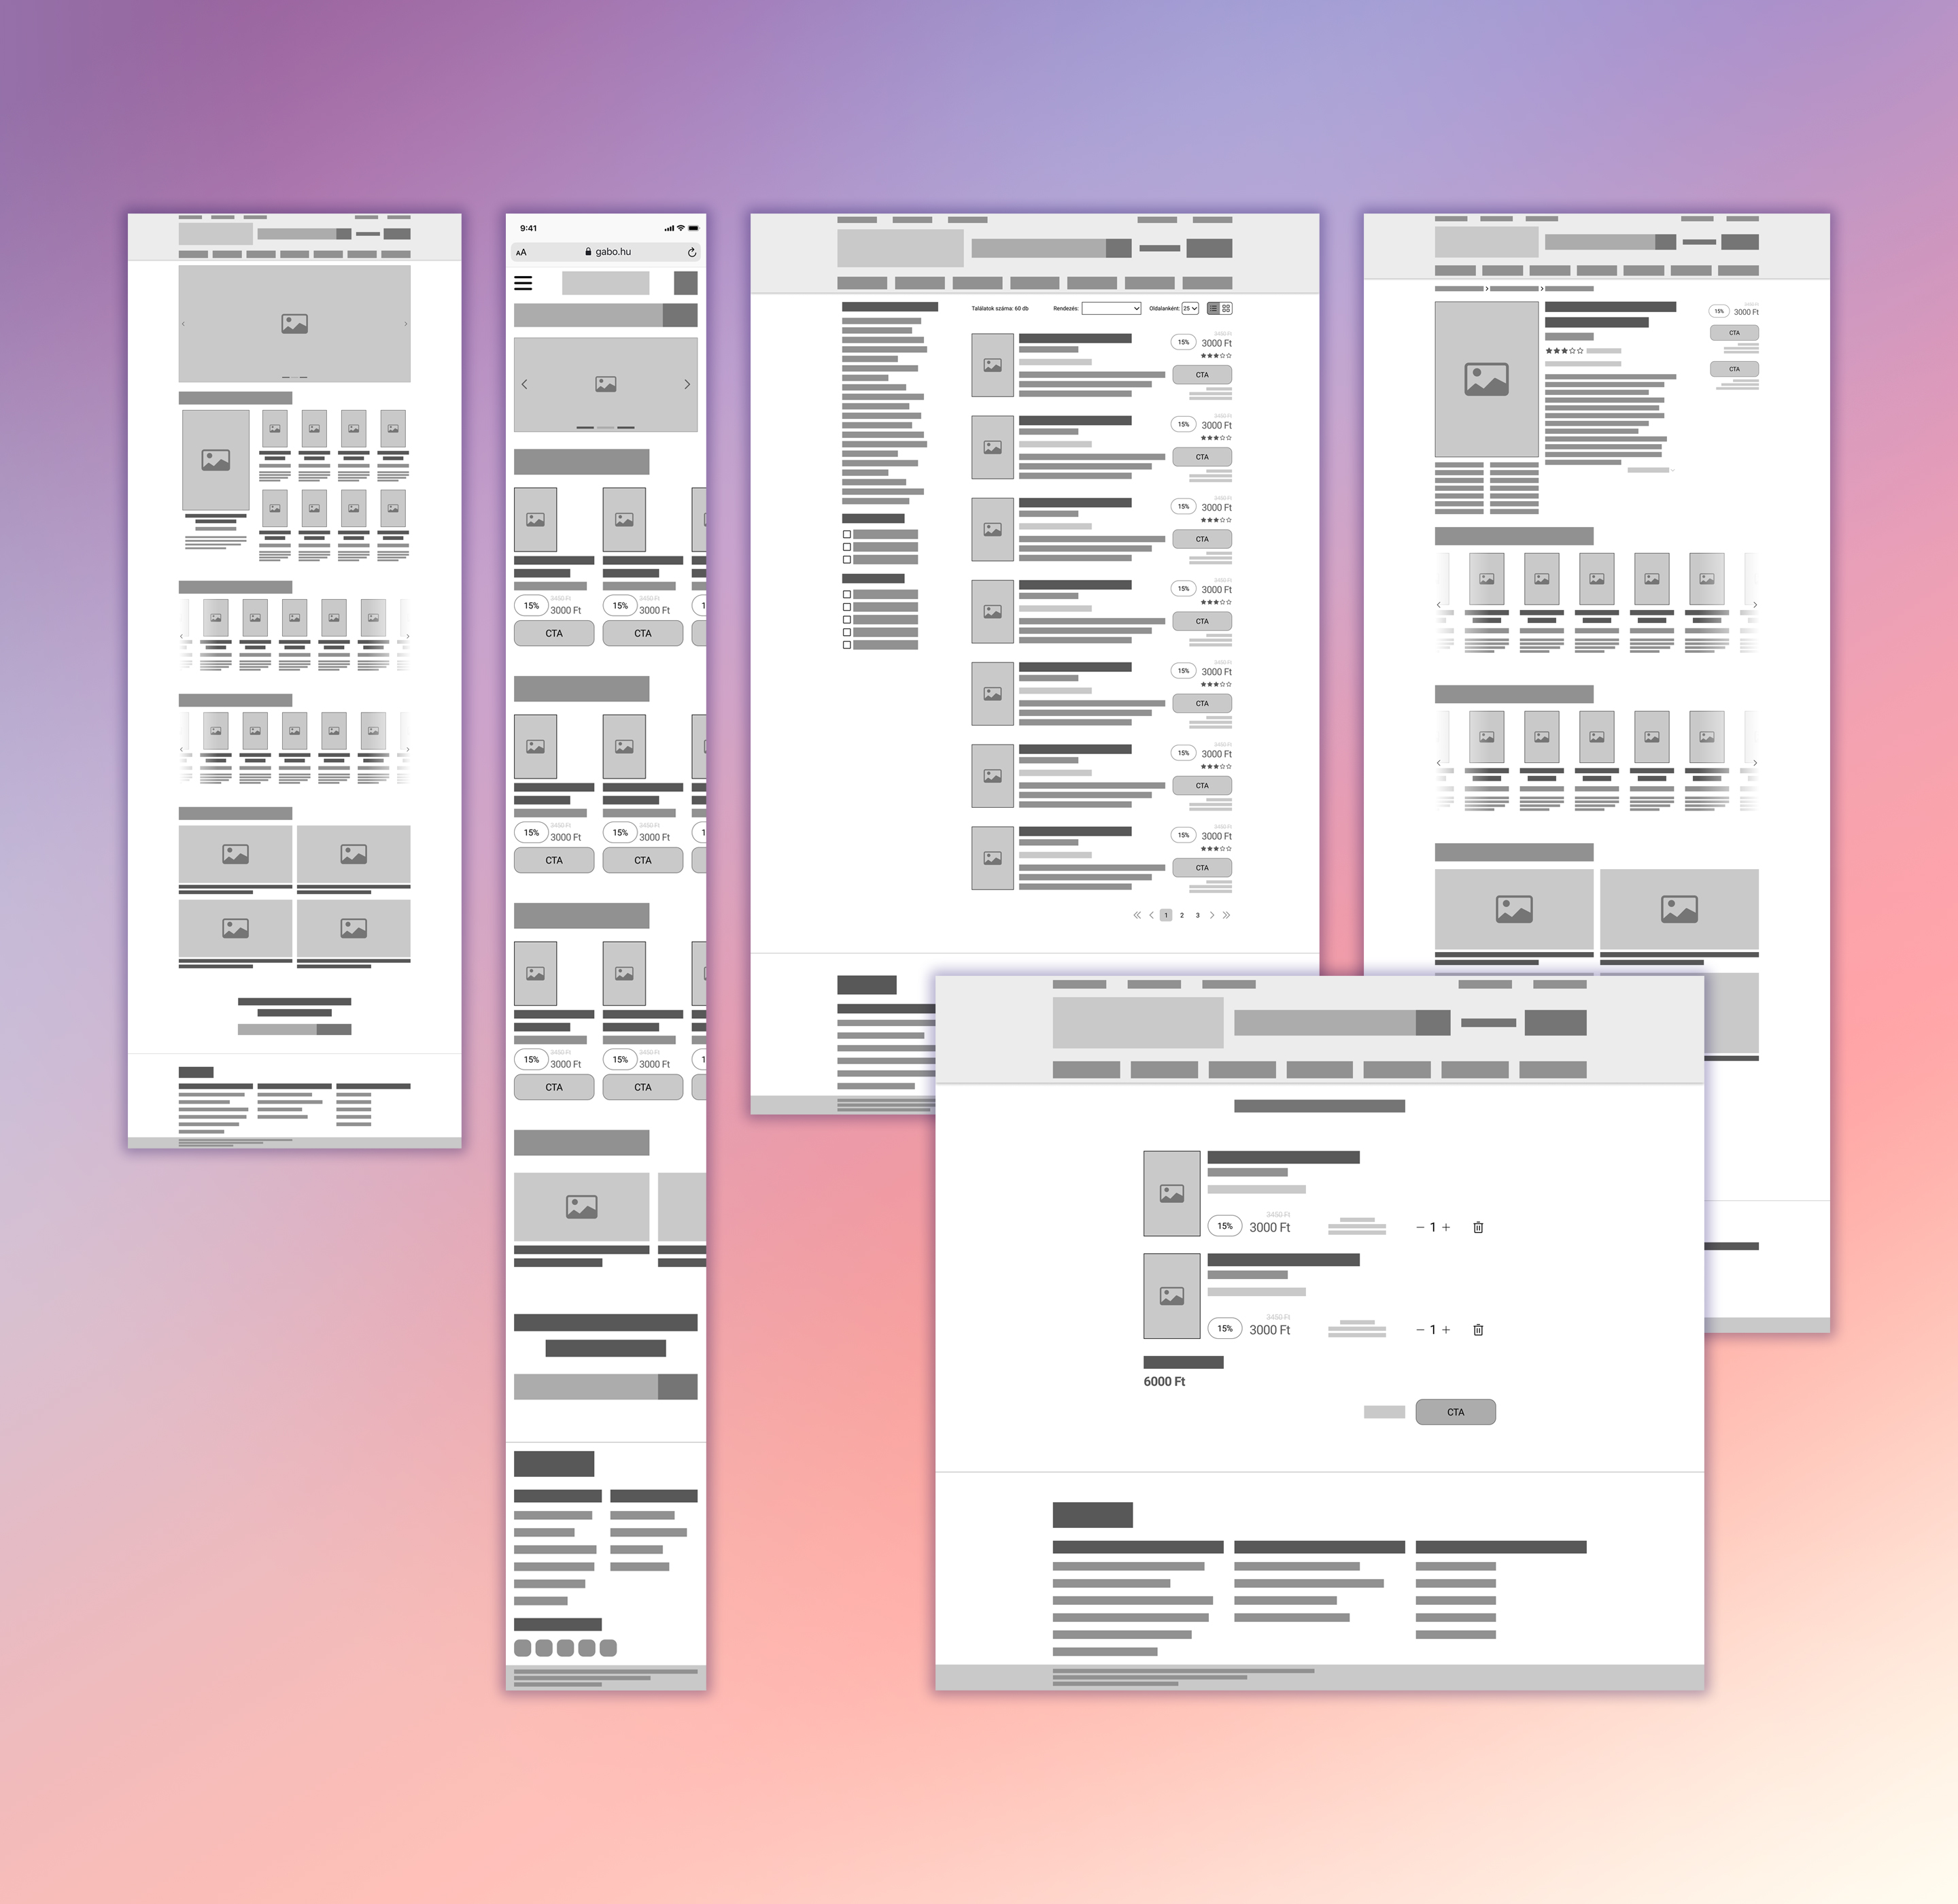 9:41
AA gabo.hu
15% 3450 Ft 3000 Ft 15% 3450 Ft 3000 Ft 1
CTA CTA
15% 3450 Ft 3000 Ft 15% 3450 Ft 3000 Ft 1
CTA CTA
15% 3450 Ft 3000 Ft 15% 3450 Ft 3000 Ft 1
CTA CTA
Találatok száma: 60 db Rendezés: Oldalanként: 25
3450 Ft
15% 3000 Ft
CTA
3450 Ft
15% 3000 Ft
CTA
3450 Ft
15% 3000 Ft
CTA
3450 Ft
15% 3000 Ft
CTA
3450 Ft
15% 3000 Ft
CTA
3450 Ft
15% 3000 Ft
CTA
3450 Ft
15% 3000 Ft
CTA
1 2 3
3450 Ft
15% 3000 Ft
CTA
CTA
3450 Ft
15% 3000 Ft − 1 +
3450 Ft
15% 3000 Ft − 1 +
6000 Ft
CTA